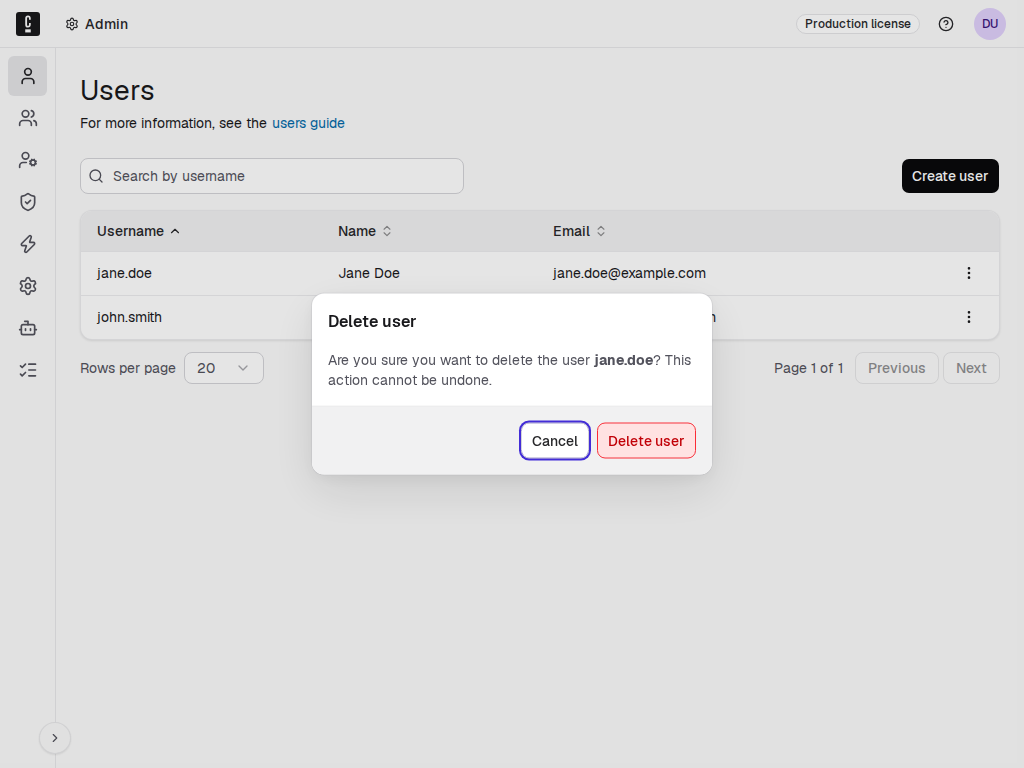 Admin
Production license
DU
Users
For more information, see the users guide
Search by username
Create user
Username Name Email
jane.doe Jane Doe jane.doe@example.com
john.smith
Delete user
Are you sure you want to delete the user jane.doe? This
action cannot be undone.
Cancel Delete user
Rows per page 20 Page 1 of 1 Previous Next